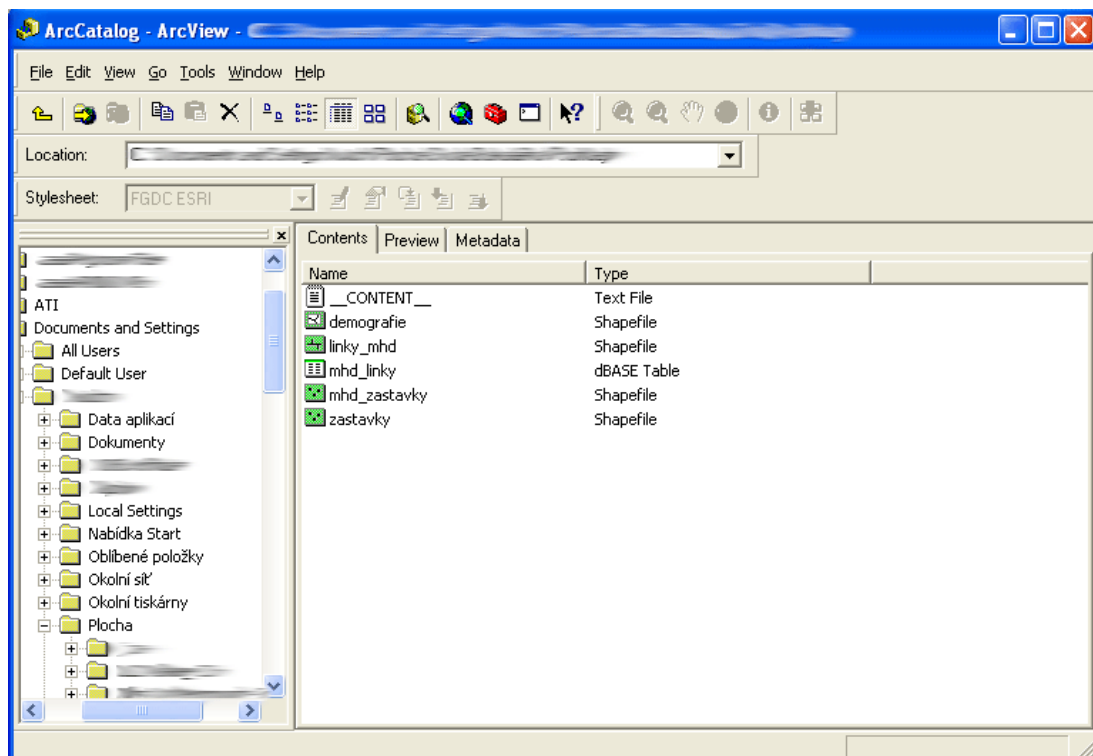 ArcCatalog - ArcView -
File Edit View Go Tools Window Help
Location:
Stylesheet: FGDC ESRI
Contents Preview Metadata
Name Type
__CONTENT__ Text File
demografie Shapefile
linky_mhd Shapefile
mhd_linky dBASE Table
mhd_zastavky Shapefile
zastavky Shapefile
ATI
Documents and Settings
All Users
Default User
Data aplikací
Dokumenty
Local Settings
Nabídka Start
Oblíbené položky
Okolní síť
Okolní tiskárny
Plocha